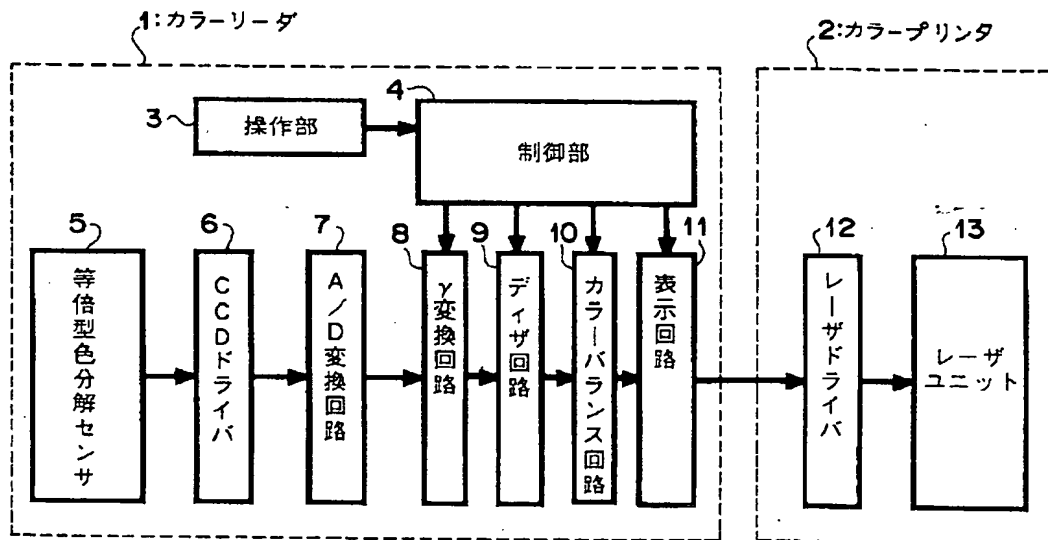 1:カラーリーダ
2:カラープリンタ
3
操作部
4
制御部
5
等倍型色分解センサ
6
CCDドライバ
7
A/D変換回路
8
γ変換回路
9
ディザ回路
10
カラーバランス回路
11
表示回路
12
レーザドライバ
13
レーザ
ユニット